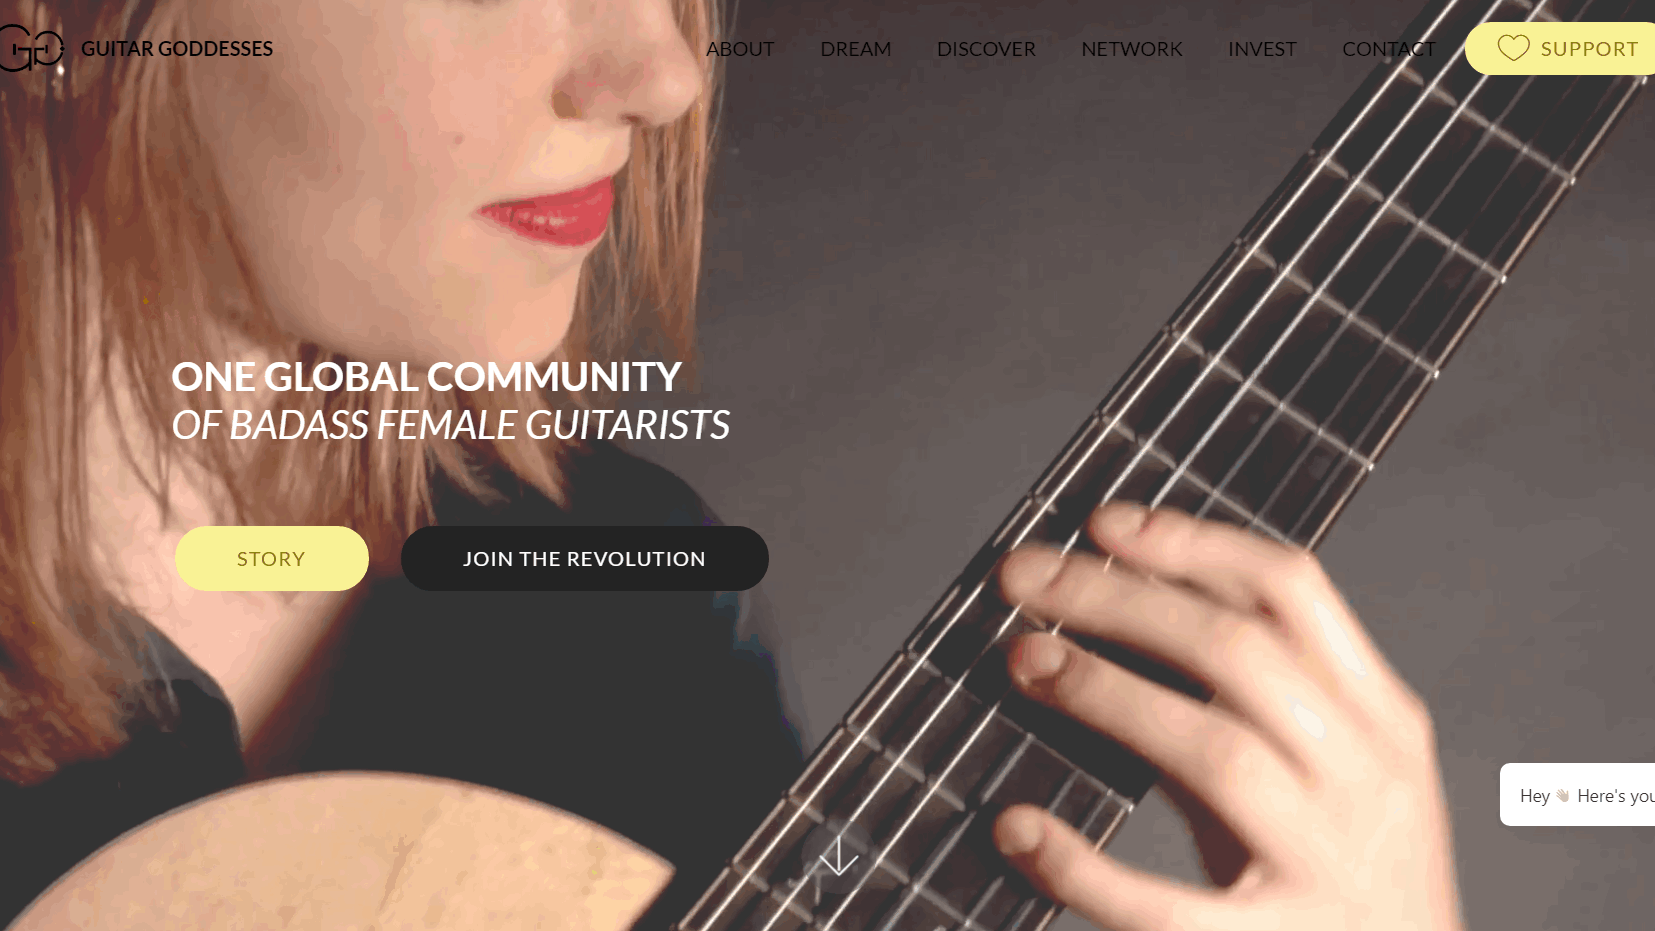 GG GUITAR GODDESSES
ABOUT DREAM DISCOVER NETWORK INVEST CONTACT SUPPORT
ONE GLOBAL COMMUNITY
OF BADASS FEMALE GUITARISTS
STORY JOIN THE REVOLUTION
Hey 👋🏼 Here's you